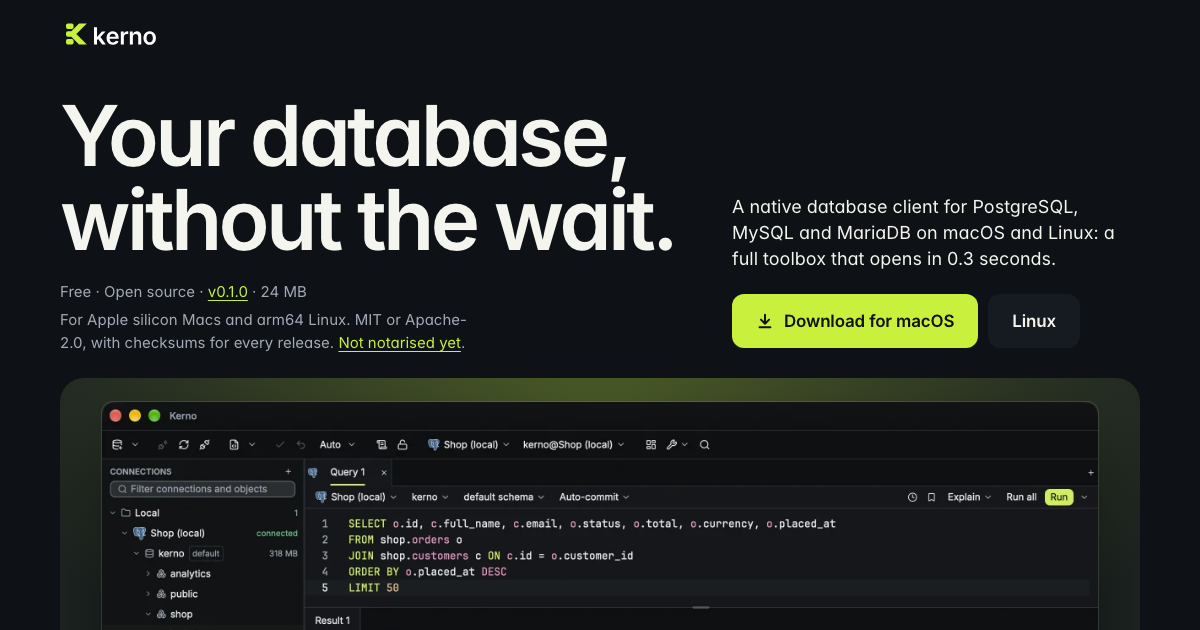 kerno
Your database,
without the wait.
A native database client for PostgreSQL,
MySQL and MariaDB on macOS and Linux: a
full toolbox that opens in 0.3 seconds.
Free · Open source · v0.1.0 · 24 MB
For Apple silicon Macs and arm64 Linux. MIT or Apache-
2.0, with checksums for every release. Not notarised yet.
Download for macOS
Linux
Kerno
Auto
Shop (local)
kerno@Shop (local)
CONNECTIONS +
Filter connections and objects
Local 1
Shop (local) connected
kerno default 318 MB
analytics
public
shop
Query 1 × +
Shop (local) kerno default schema Auto-commit Explain Run all Run
1 SELECT o.id, c.full_name, c.email, o.status, o.total, o.currency, o.placed_at
2 FROM shop.orders o
3 JOIN shop.customers c ON c.id = o.customer_id
4 ORDER BY o.placed_at DESC
5 LIMIT 50
Result 1